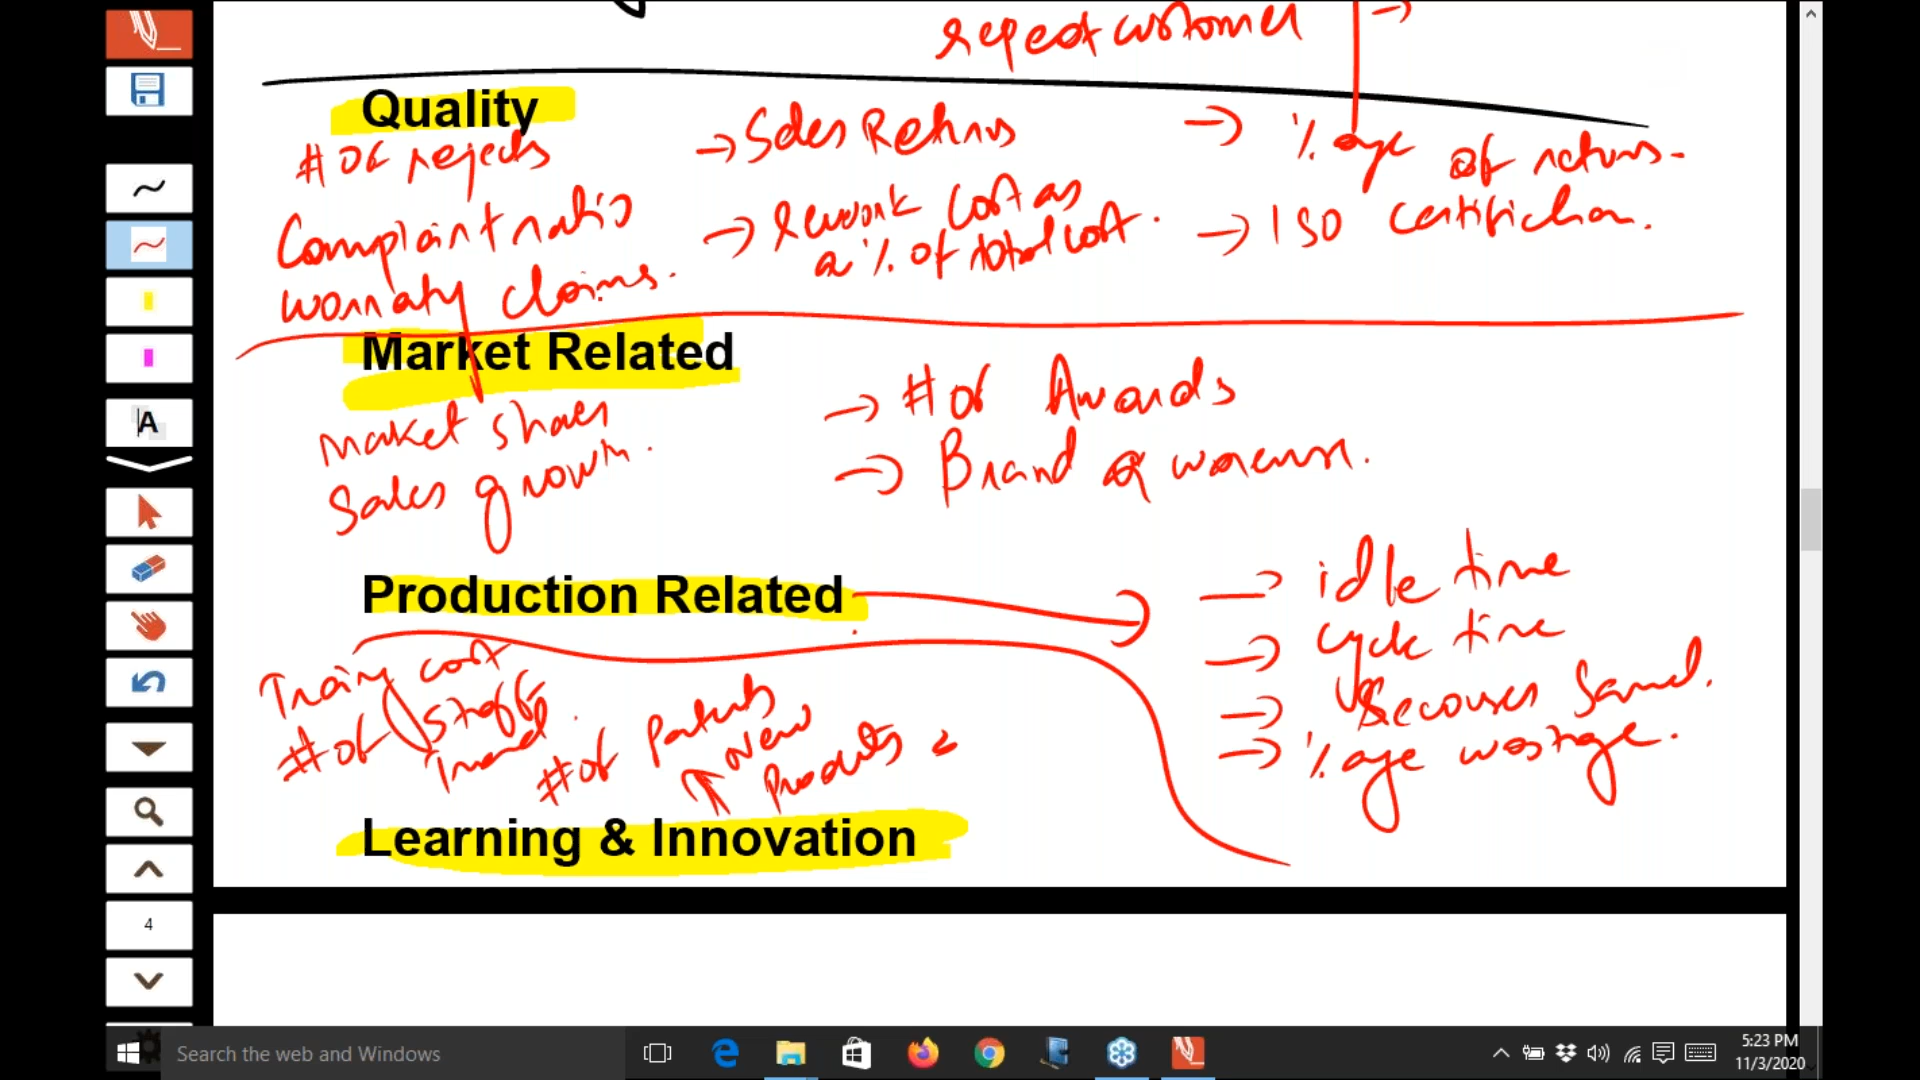 repeat customer
Quality
# of rejects
→ Sales Returns
→ %age of returns.
Complaint ratio
→ rework cost as
a % of total cost.
→ ISO certification.
warraty claims.
Market Related
Market share
→ # of Awards
Sales growth.
→ Brand awareness.
Production Related
→ idle time
→ cycle time
→ saved.
→ %age wastage.
Training cost
# of staff
# of patents
New
Products
Learning & Innovation
A
4
Search the web and Windows
5:23 PM
11/3/2020